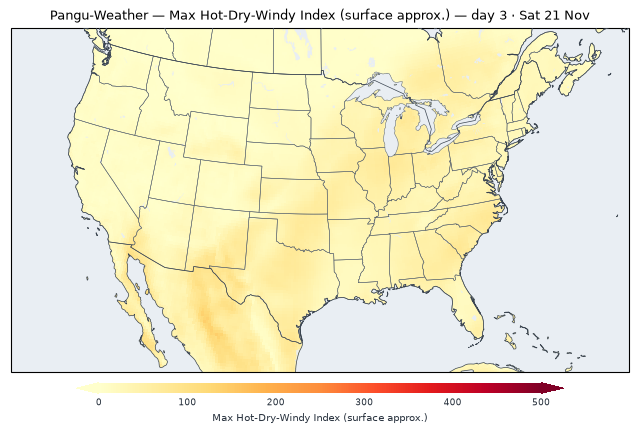 Pangu-Weather — Max Hot-Dry-Windy Index (surface approx.) — day 3 · Sat 21 Nov
0 100 200 300 400 500
Max Hot-Dry-Windy Index (surface approx.)